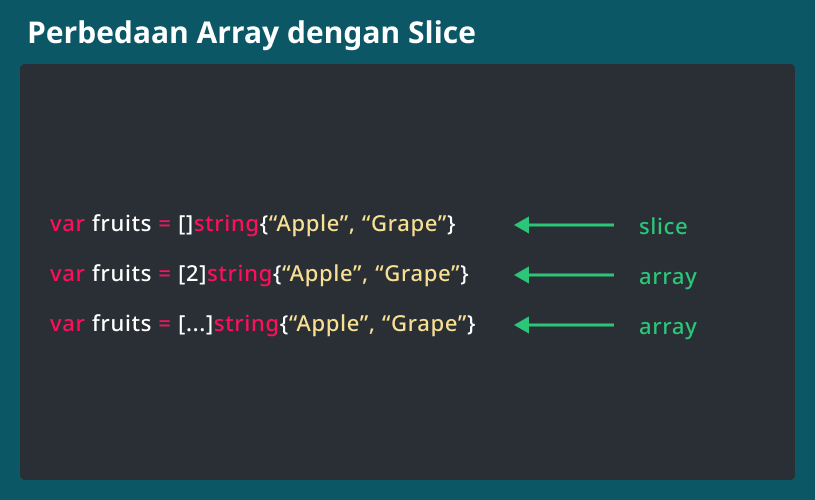 Perbedaan Array dengan Slice
var fruits = []string{“Apple”, “Grape”} slice
var fruits = [2]string{“Apple”, “Grape”} array
var fruits = [...]string{“Apple”, “Grape”} array